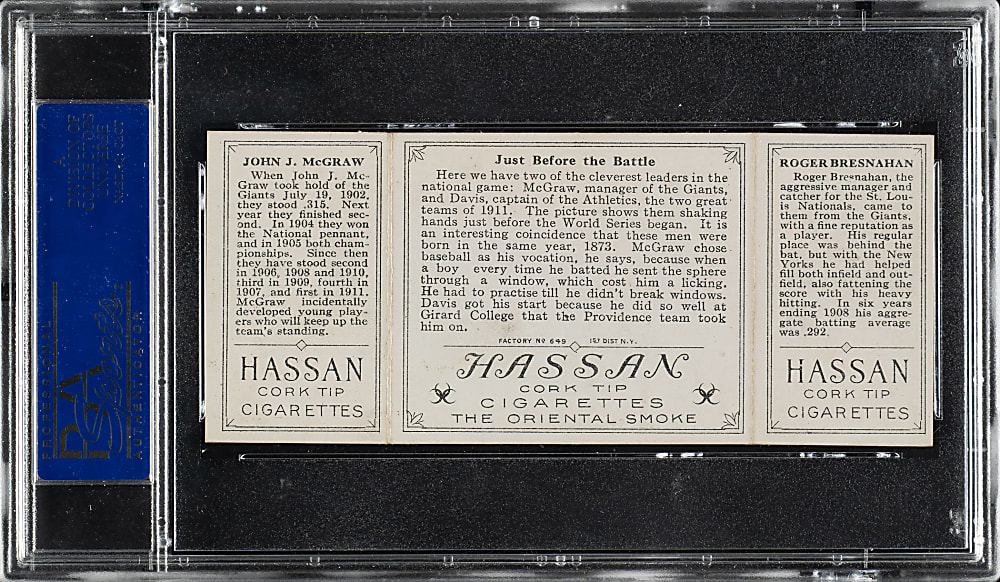 A
DIVISION OF
COLLECTORS
UNIVERSE
NASDAQ: CLCT
PROFESSIONAL
PSA
AUTHENTICATOR
JOHN J. McGRAW
When John J. Mc-
Graw took hold of the
Giants July 19, 1902,
they stood .315. Next
year they finished sec-
ond. In 1904 they won
the National pennant,
and in 1905 both cham-
pionships. Since then
they have stood second
in 1906, 1908 and 1910,
third in 1909, fourth in
1907, and first in 1911.
McGraw incidentally
developed young play-
ers who will keep up the
team's standing.
HASSAN
CORK TIP
CIGARETTES
Just Before the Battle
Here we have two of the cleverest leaders in the
national game: McGraw, manager of the Giants,
and Davis, captain of the Athletics, the two great
teams of 1911. The picture shows them shaking
hands just before the World Series began. It is
an interesting coincidence that these men were
born in the same year, 1873. McGraw chose
baseball as his vocation, he says, because when
a boy every time he batted he sent the sphere
through a window, which cost him a licking.
He had to practise till he didn't break windows.
Davis got his start because he did so well at
Girard College that the Providence team took
him on.
FACTORY Nº 649 1ST DIST N.Y.
HASSAN
CORK TIP
CIGARETTES
THE ORIENTAL SMOKE
ROGER BRESNAHAN
Roger Bresnahan, the
aggressive manager and
catcher for the St. Lou-
is Nationals, came to
them from the Giants,
with a fine reputation as
a player. His regular
place was behind the
bat, but with the New
Yorks he had helped
fill both infield and out-
field, also fattening the
score with his heavy
hitting. In six years
ending 1908 his aggre-
gate batting average
was .292.
HASSAN
CORK TIP
CIGARETTES